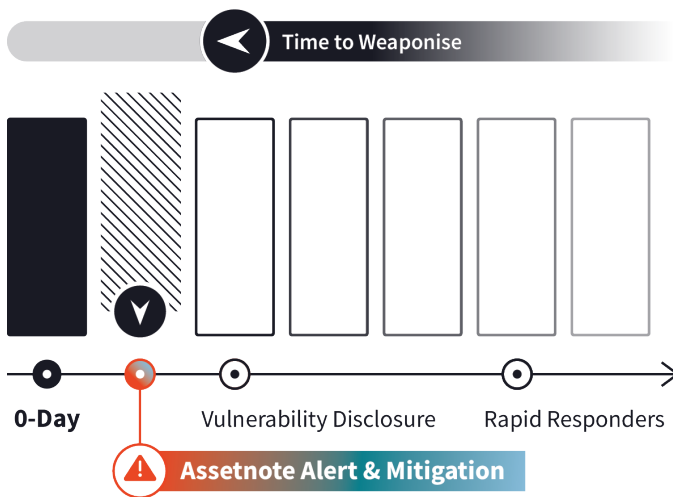 Time to Weaponise
0-Day
Vulnerability Disclosure
Rapid Responders
Assetnote Alert & Mitigation